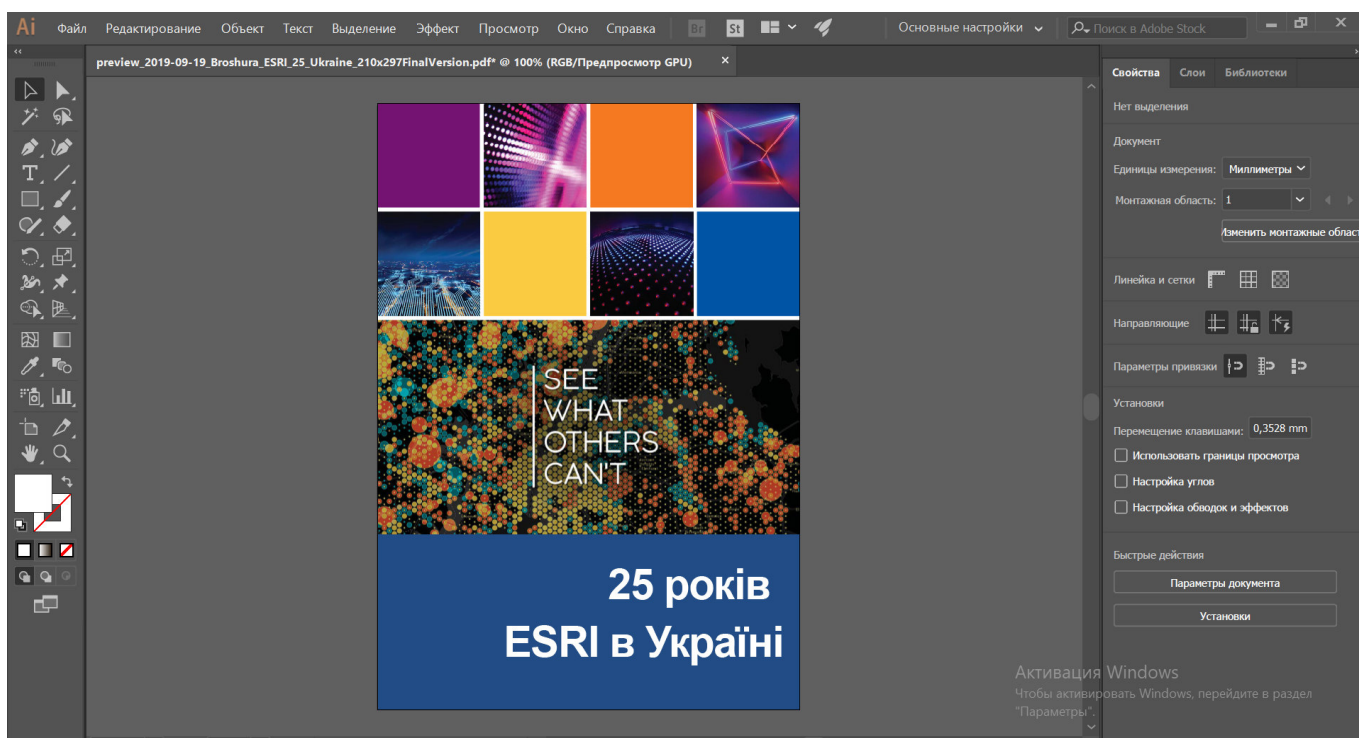 Ai Файл Редактирование Объект Текст Выделение Эффект Просмотр Окно Справка Br St Основные настройки Поиск в Adobe Stock
preview_2019-09-19_Broshura_ESRI_25_Ukraine_210x297FinalVersion.pdf* @ 100% (RGB/Предпросмотр GPU) ×
Свойства Слои Библиотеки
Нет выделения
Документ
Единицы измерения: Миллиметры
Монтажная область: 1
Изменить монтажные област
Линейка и сетки
Направляющие
Параметры привязки
Установки
Перемещение клавишами: 0,3528 mm
Использовать границы просмотра
Настройка углов
Настройка обводок и эффектов
Быстрые действия
Параметры документа
Установки
SEE
WHAT
OTHERS
CAN'T
25 років
ESRI в Україні
Активация Windows
Чтобы активировать Windows, перейдите в раздел
"Параметры".